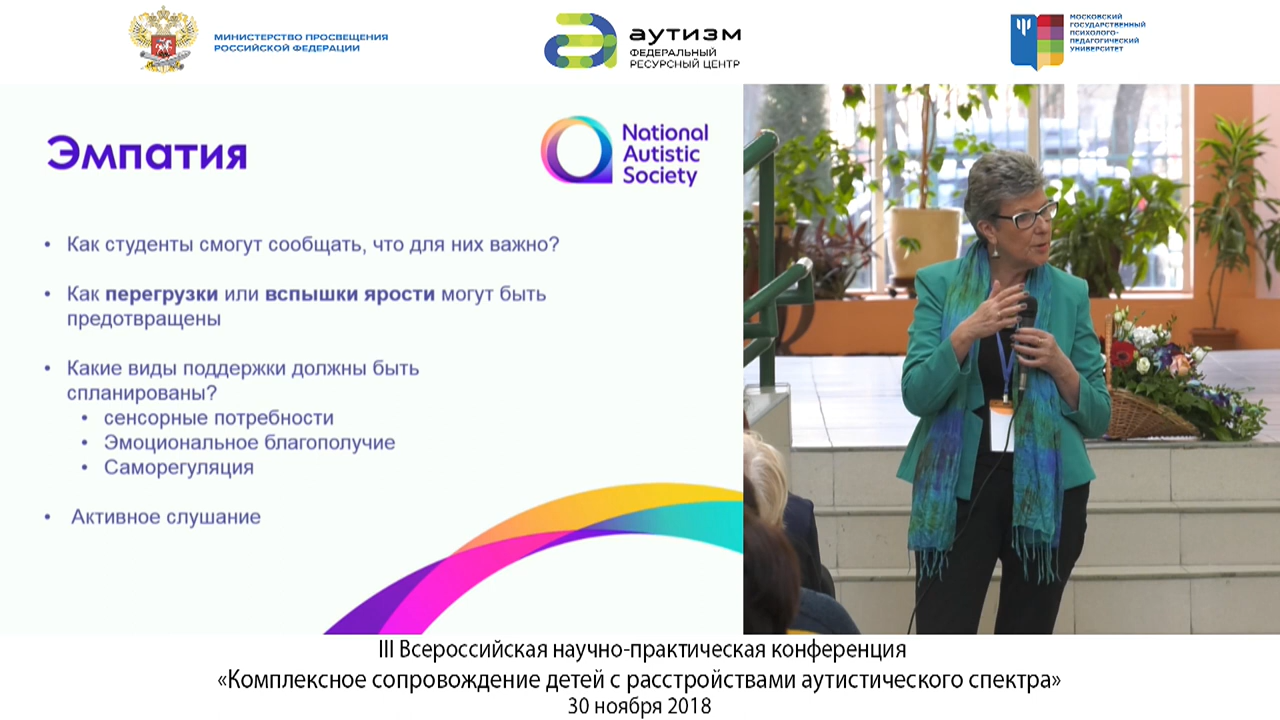 МИНИСТЕРСТВО ПРОСВЕЩЕНИЯ
РОССИЙСКОЙ ФЕДЕРАЦИИ
аутизм
ФЕДЕРАЛЬНЫЙ
РЕСУРСНЫЙ ЦЕНТР
МОСКОВСКИЙ
ГОСУДАРСТВЕННЫЙ
ПСИХОЛОГО-
ПЕДАГОГИЧЕСКИЙ
УНИВЕРСИТЕТ
Эмпатия
National
Autistic
Society
• Как студенты смогут сообщать, что для них важно?
• Как перегрузки или вспышки ярости могут быть
предотвращены
• Какие виды поддержки должны быть
спланированы?
• сенсорные потребности
• Эмоциональное благополучие
• Саморегуляция
• Активное слушание
III Всероссийская научно-практическая конференция
«Комплексное сопровождение детей с расстройствами аутистического спектра»
30 ноября 2018